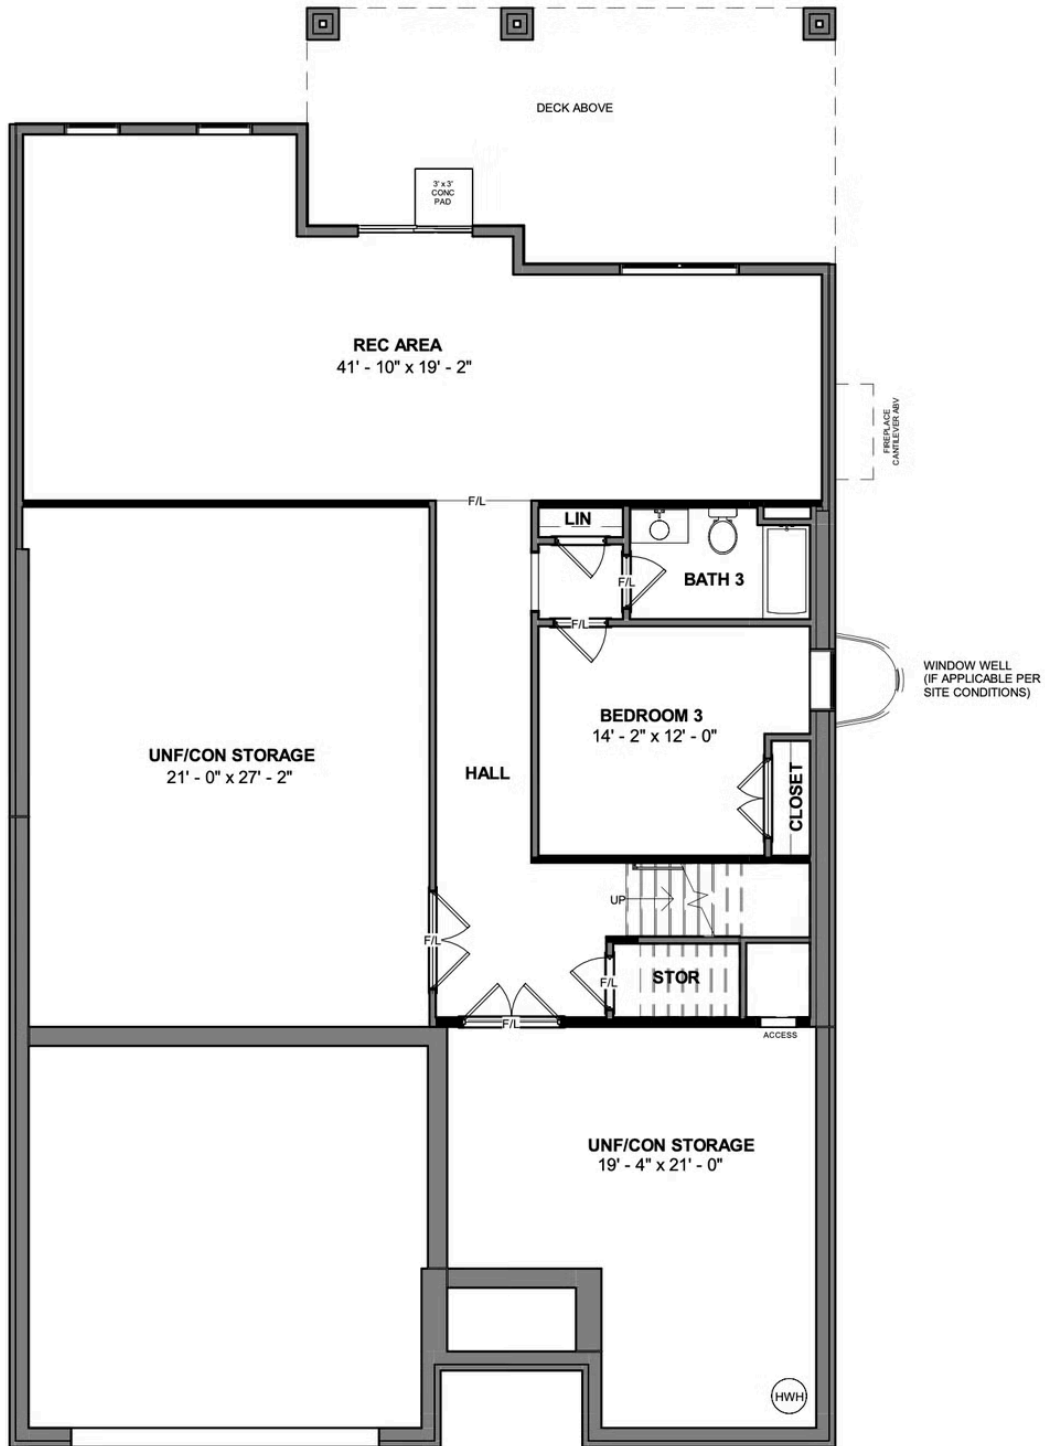 DECK ABOVE
3' x 3'
CONC
PAD
REC AREA
41' - 10" x 19' - 2"
FIREPLACE
CANTILEVER ABV
F/L
LIN
BATH 3
F/L
F/L
WINDOW WELL
(IF APPLICABLE PER
SITE CONDITIONS)
BEDROOM 3
14' - 2" x 12' - 0"
UNF/CON STORAGE
21' - 0" x 27' - 2"
HALL
CLOSET
UP
F/L
STOR
F/L
F/L
ACCESS
UNF/CON STORAGE
19' - 4" x 21' - 0"
HWH